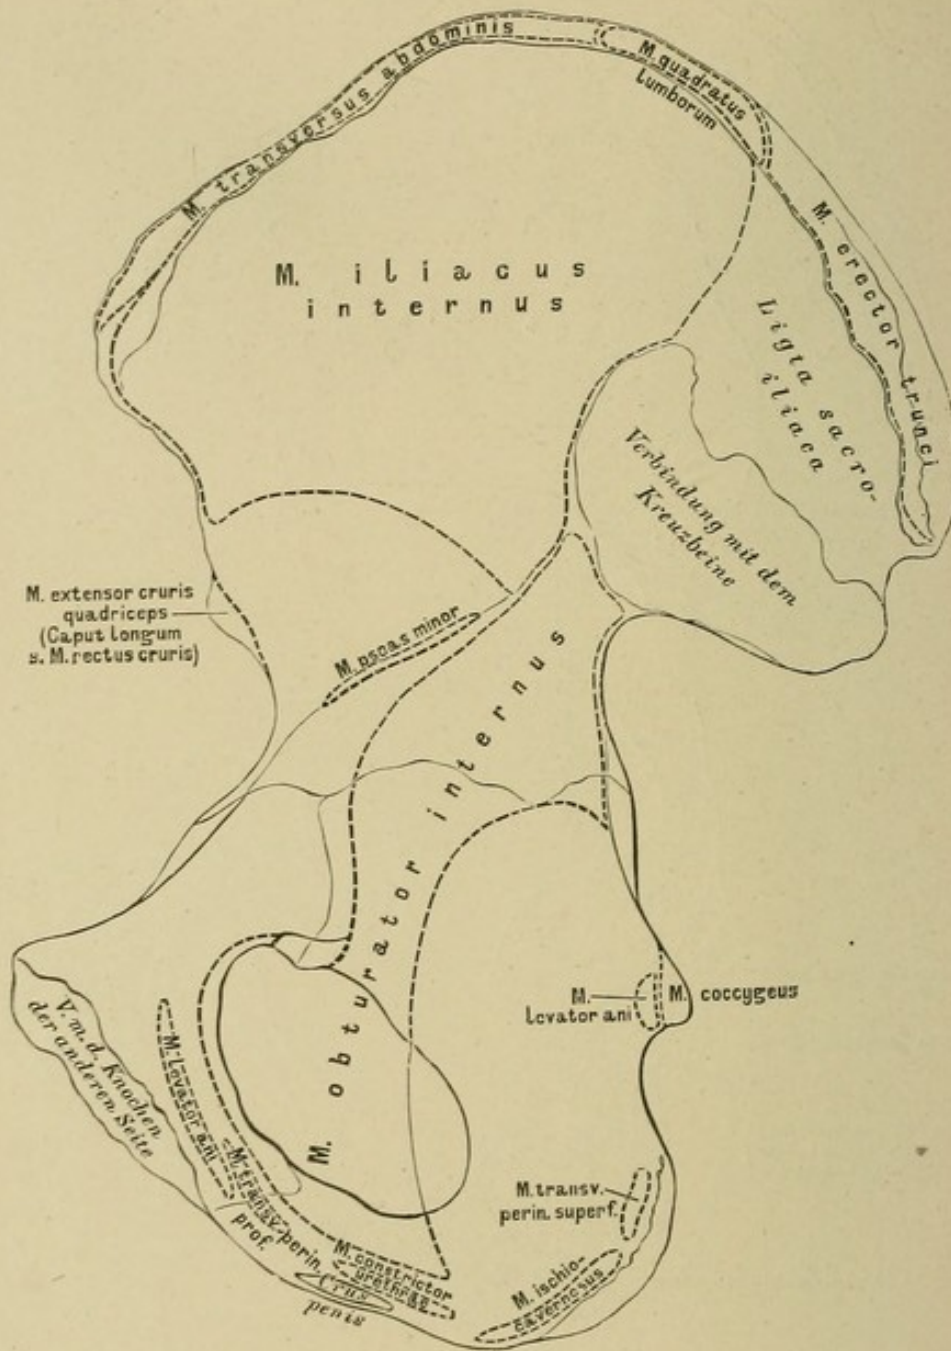 M. transversus abdominis
M. quadratus
lumborum
M. erector trunci
M. iliacus
internus
Ligta sacro-
iliaca
Verbindung mit dem
Kreuzbeine
M. extensor cruris
quadriceps
(Caput longum
s. M. rectus cruris)
M. psoas minor
M. obturator internus
M.
levator ani
M. coccygeus
V. m. d. Knochen
der anderen Seite
M. levator ani
M. transv. perin.
prof.
M. constrictor
urethrae
Crus
penis
M. transv.
perin. superf.
M. ischio-
cavernosus